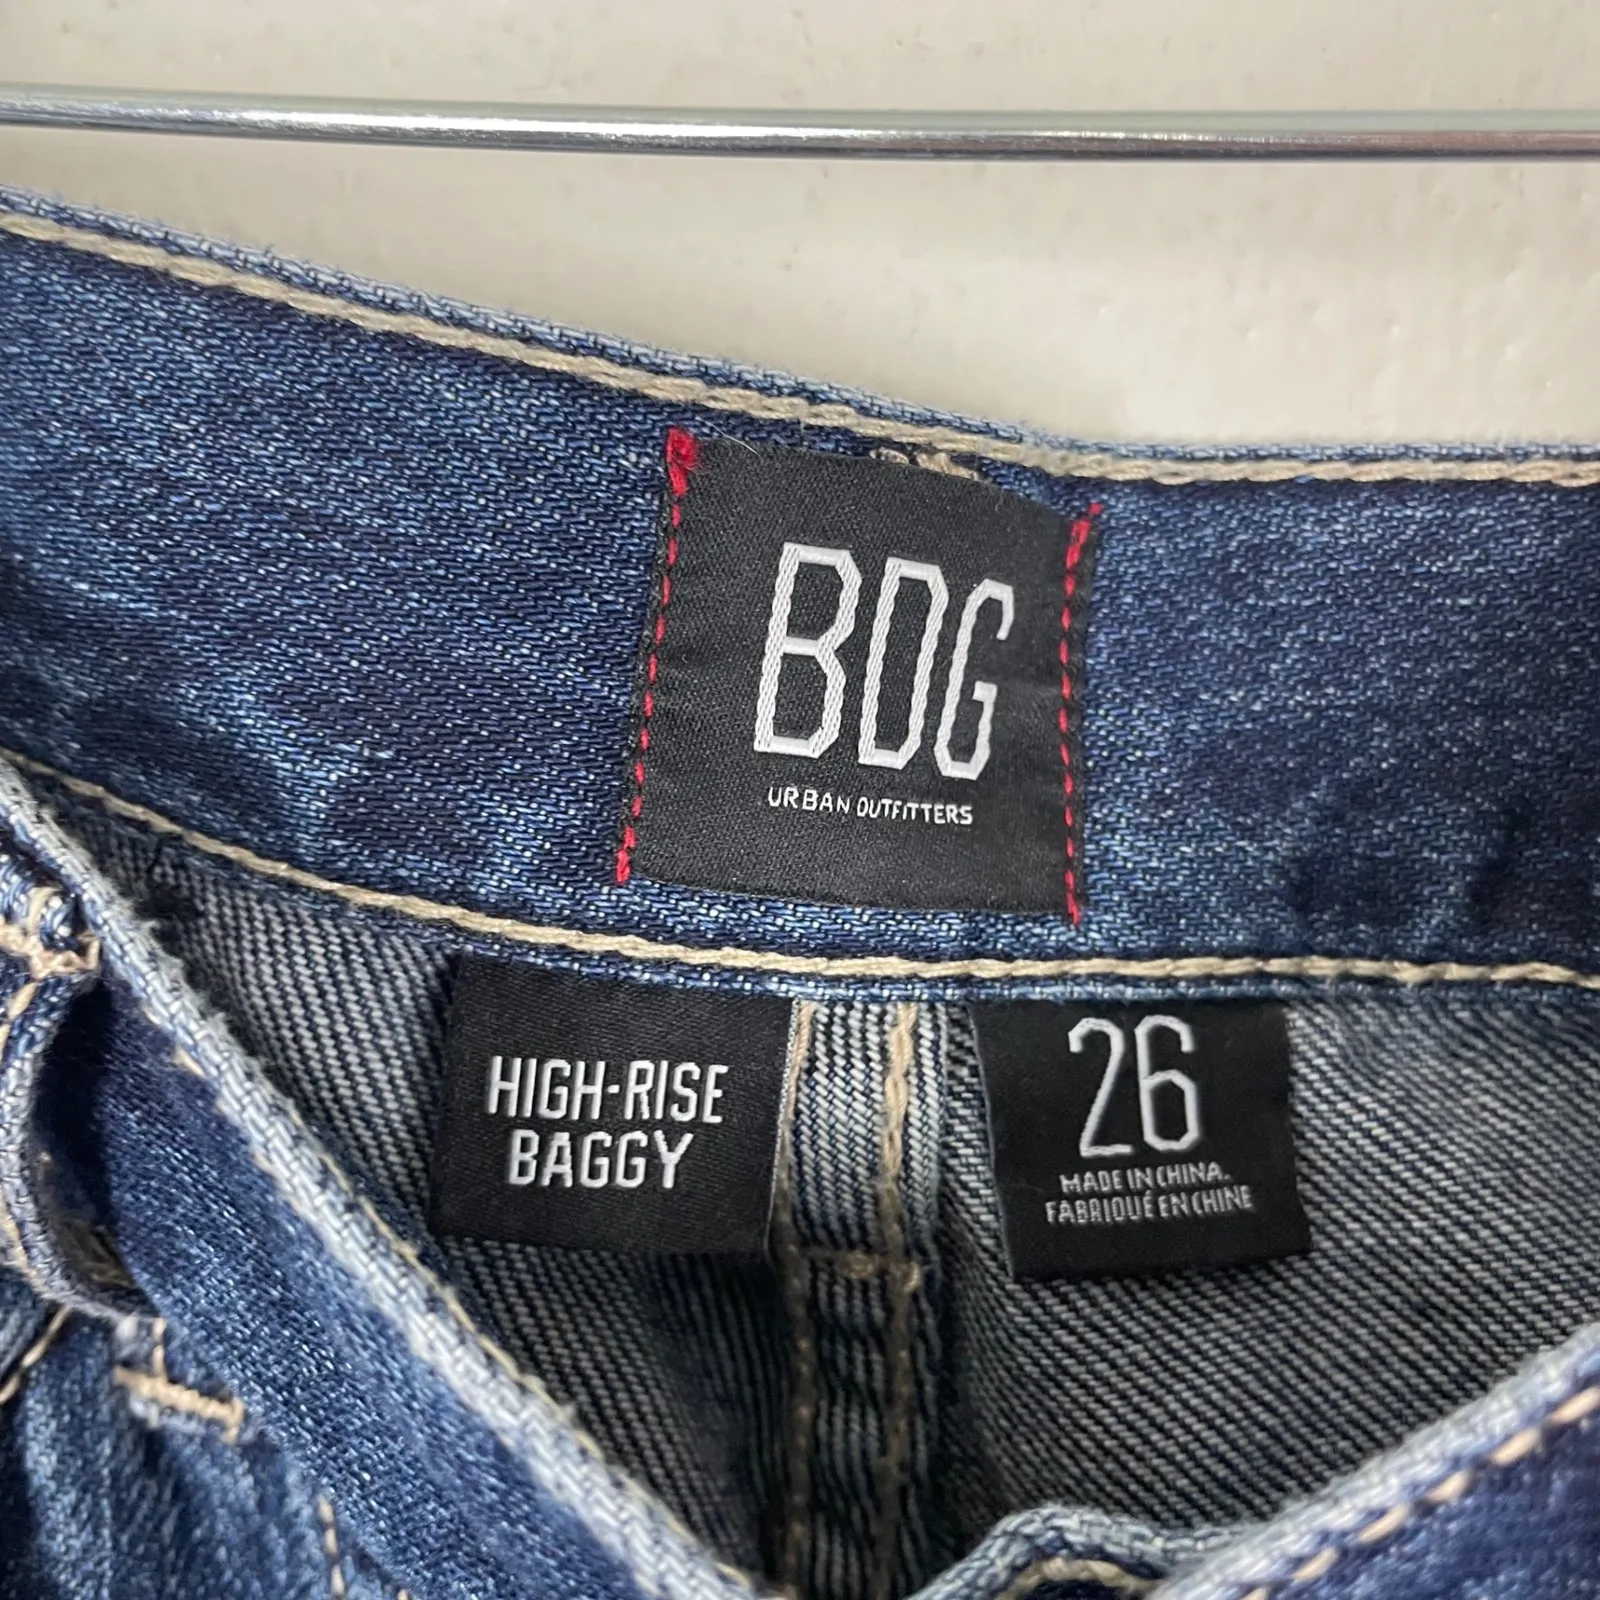 BDG
URBAN OUTFITTERS
HIGH-RISE
BAGGY
26
MADE IN CHINA.
FABRIQUÉ EN CHINE